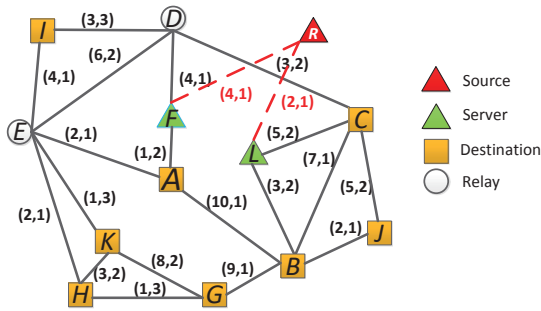 I
(3,3)
D
R
(6,2)
(4,1)
(3,2)
(4,1)
(4,1)
(2,1)
Source
F
Server
E
(2,1)
(1,2)
L
(5,2)
C
Destination
(7,1)
A
(3,2)
(5,2)
Relay
(1,3)
(10,1)
(2,1)
K
(2,1)
J
(8,2)
B
(3,2)
(9,1)
H
(1,3)
G